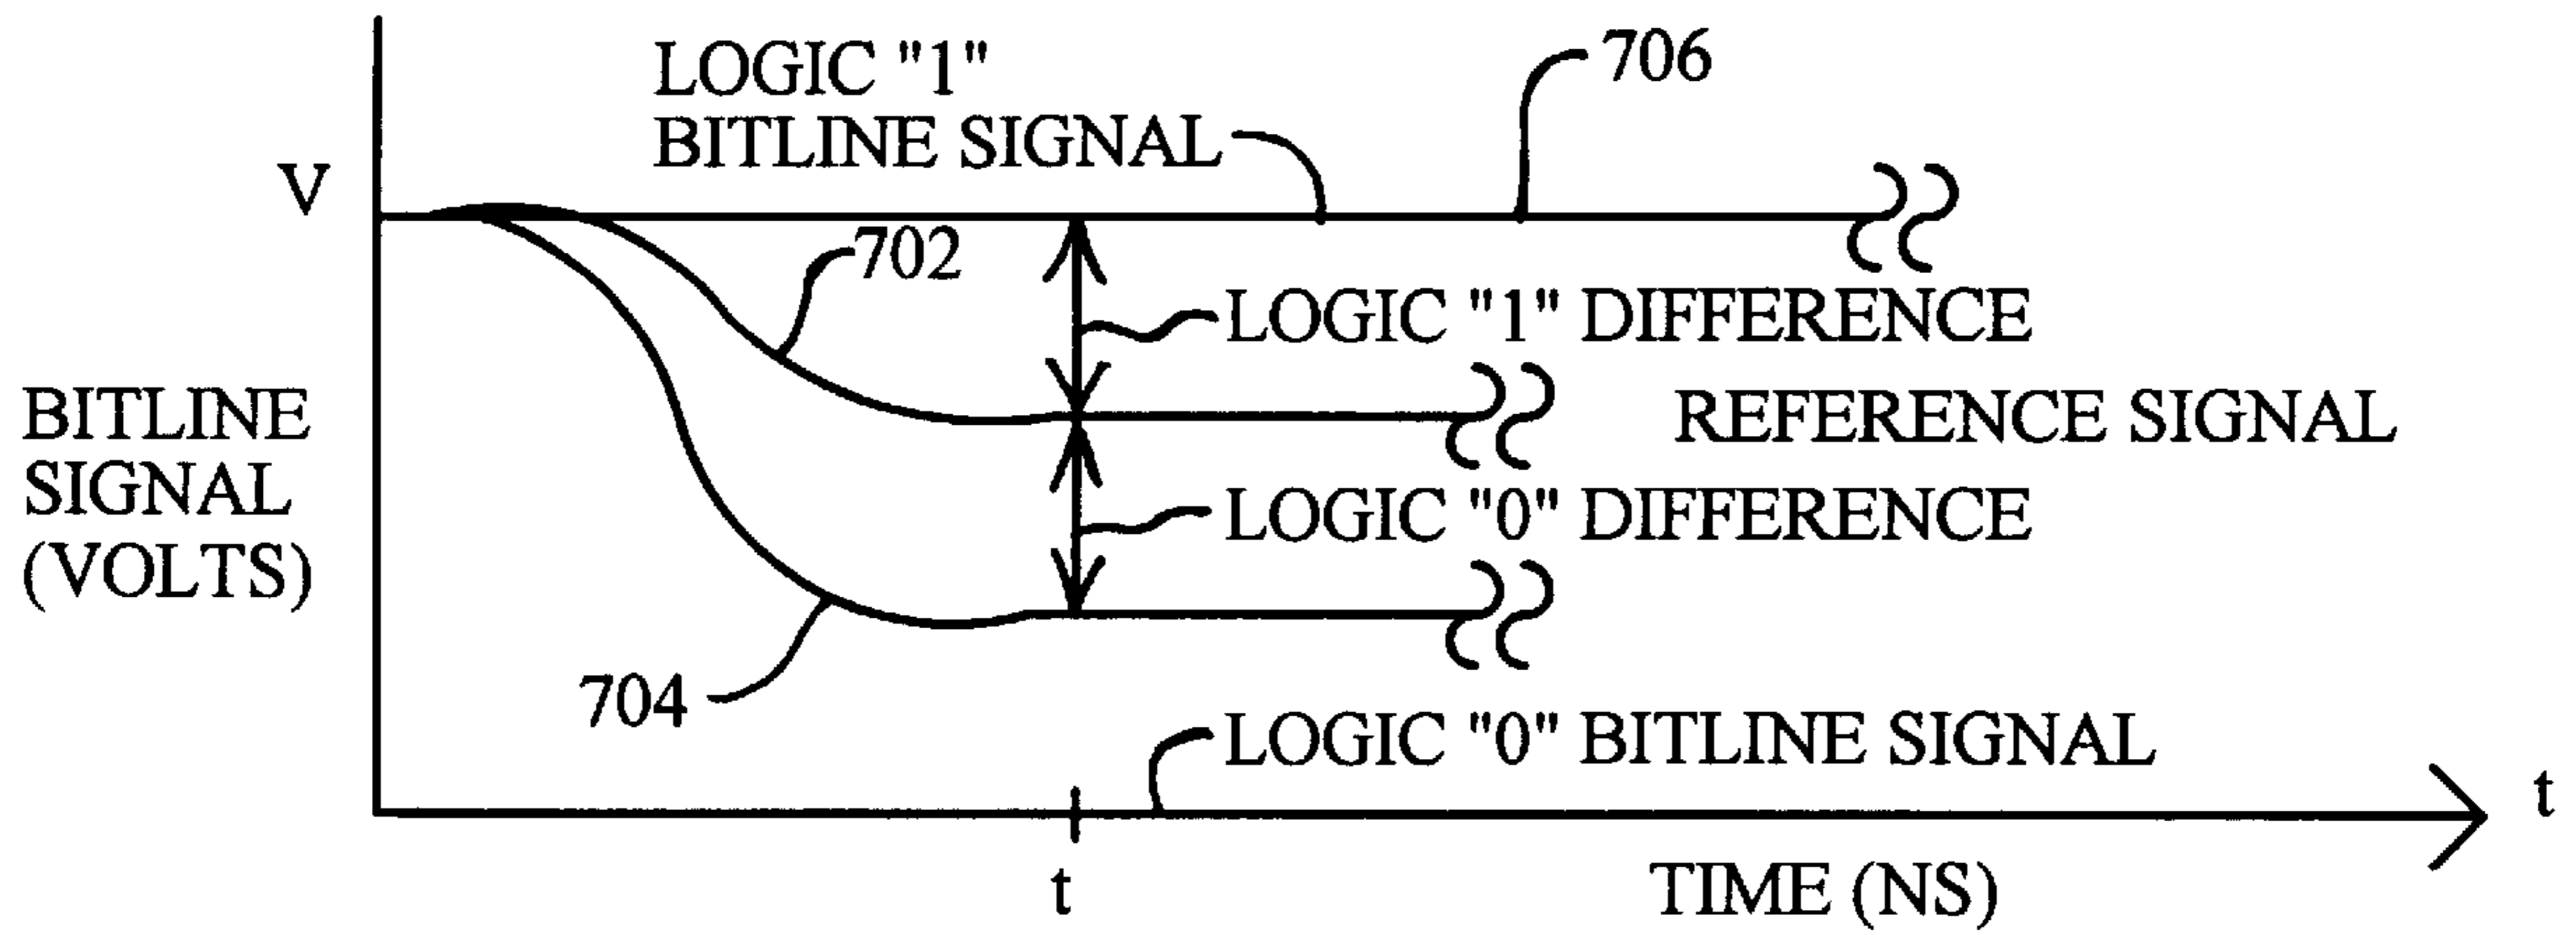 LOGIC "1"
BITLINE SIGNAL
706
V
702
LOGIC "1" DIFFERENCE
BITLINE
SIGNAL
(VOLTS)
REFERENCE SIGNAL
LOGIC "0" DIFFERENCE
704
LOGIC "0" BITLINE SIGNAL
t
t
TIME (NS)